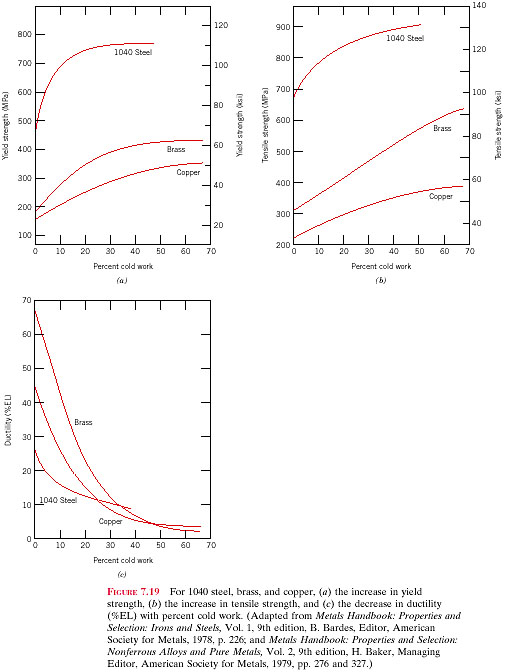 800
700
600
500
400
300
200
100
Yield strength (MPa)
120
100
80
60
40
20
Yield strength (ksi)
1040 Steel
Brass
Copper
0 10 20 30 40 50 60 70
Percent cold work
(a)
900
800
700
600
500
400
300
200
Tensile strength (MPa)
140
120
100
80
60
40
Tensile strength (ksi)
1040 Steel
Brass
Copper
0 10 20 30 40 50 60 70
Percent cold work
(b)
70
60
50
40
30
20
10
0
Ductility (%EL)
Brass
1040 Steel
Copper
0 10 20 30 40 50 60 70
Percent cold work
(c)
FIGURE 7.19 For 1040 steel, brass, and copper, (a) the increase in yield
strength, (b) the increase in tensile strength, and (c) the decrease in ductility
(%EL) with percent cold work. (Adapted from Metals Handbook: Properties and
Selection: Irons and Steels, Vol. 1, 9th edition, B. Bardes, Editor, American
Society for Metals, 1978, p. 226; and Metals Handbook: Properties and Selection:
Nonferrous Alloys and Pure Metals, Vol. 2, 9th edition, H. Baker, Managing
Editor, American Society for Metals, 1979, pp. 276 and 327.)